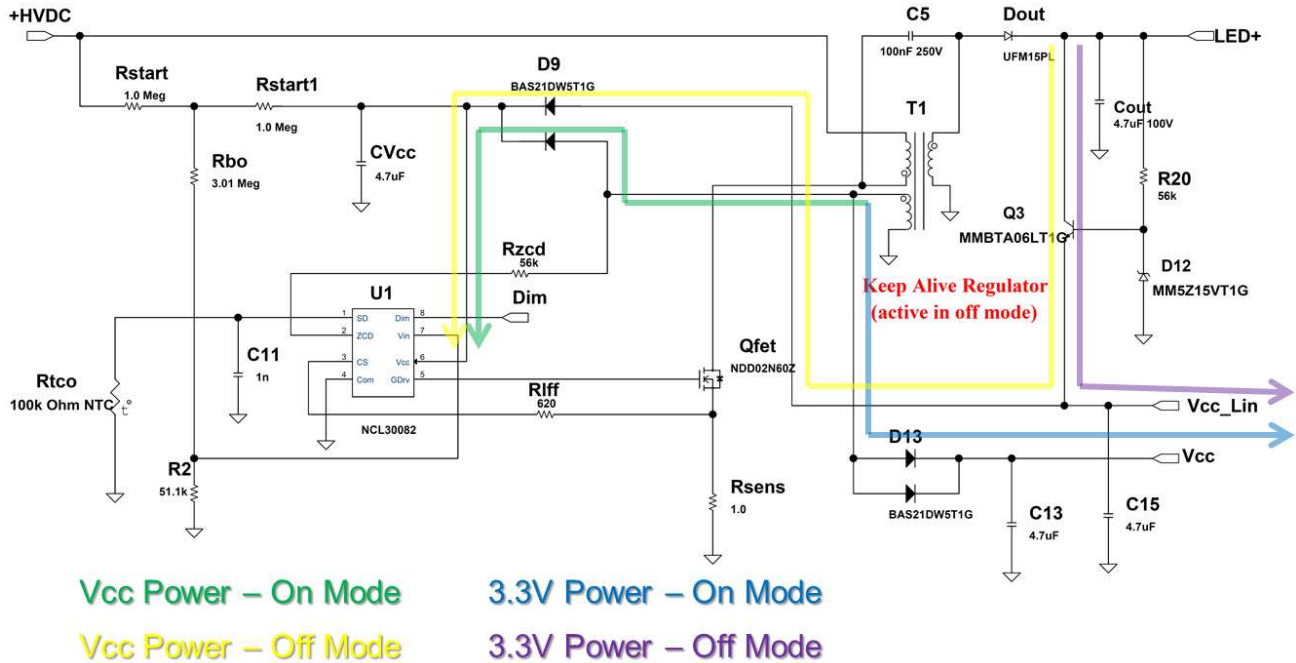 +HVDC
C5
Dout
100nF 250V
UFM15PL
LED+
Rstart
1.0 Meg
Rstart1
1.0 Meg
D9
BAS21DW5T1G
T1
Cout
4.7uF 100V
Rbo
3.01 Meg
CVcc
4.7uF
R20
56k
Q3
MMBTA06LT1G
Rzcd
56k
D12
MM5Z15VT1G
Keep Alive Regulator
(active in off mode)
U1
Dim
1 SD Dim 8
2 ZCD Vin 7
3 CS Vcc 6
4 Com GDrv 5
NCL30082
C11
1n
Rtco
100k Ohm NTC
t°
Qfet
NDD02N60Z
Rlff
620
Vcc_Lin
D13
BAS21DW5T1G
Vcc
R2
51.1k
Rsens
1.0
C13
4.7uF
C15
4.7uF
Vcc Power – On Mode
3.3V Power – On Mode
Vcc Power – Off Mode
3.3V Power – Off Mode